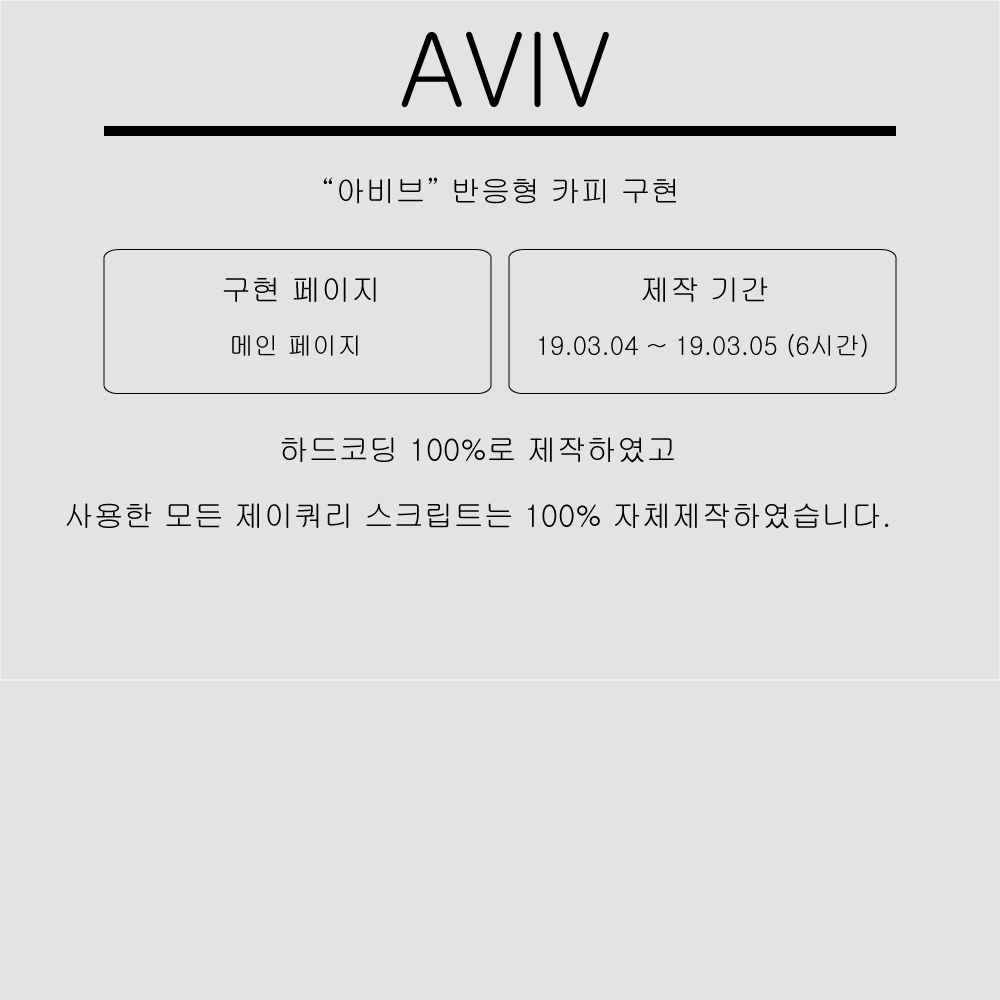 AVIV
“아비브” 반응형 카피 구현
구현 페이지
메인 페이지
제작 기간
19.03.04 ~ 19.03.05 (6시간)
하드코딩 100%로 제작하였고
사용한 모든 제이쿼리 스크립트는 100% 자체제작하였습니다.